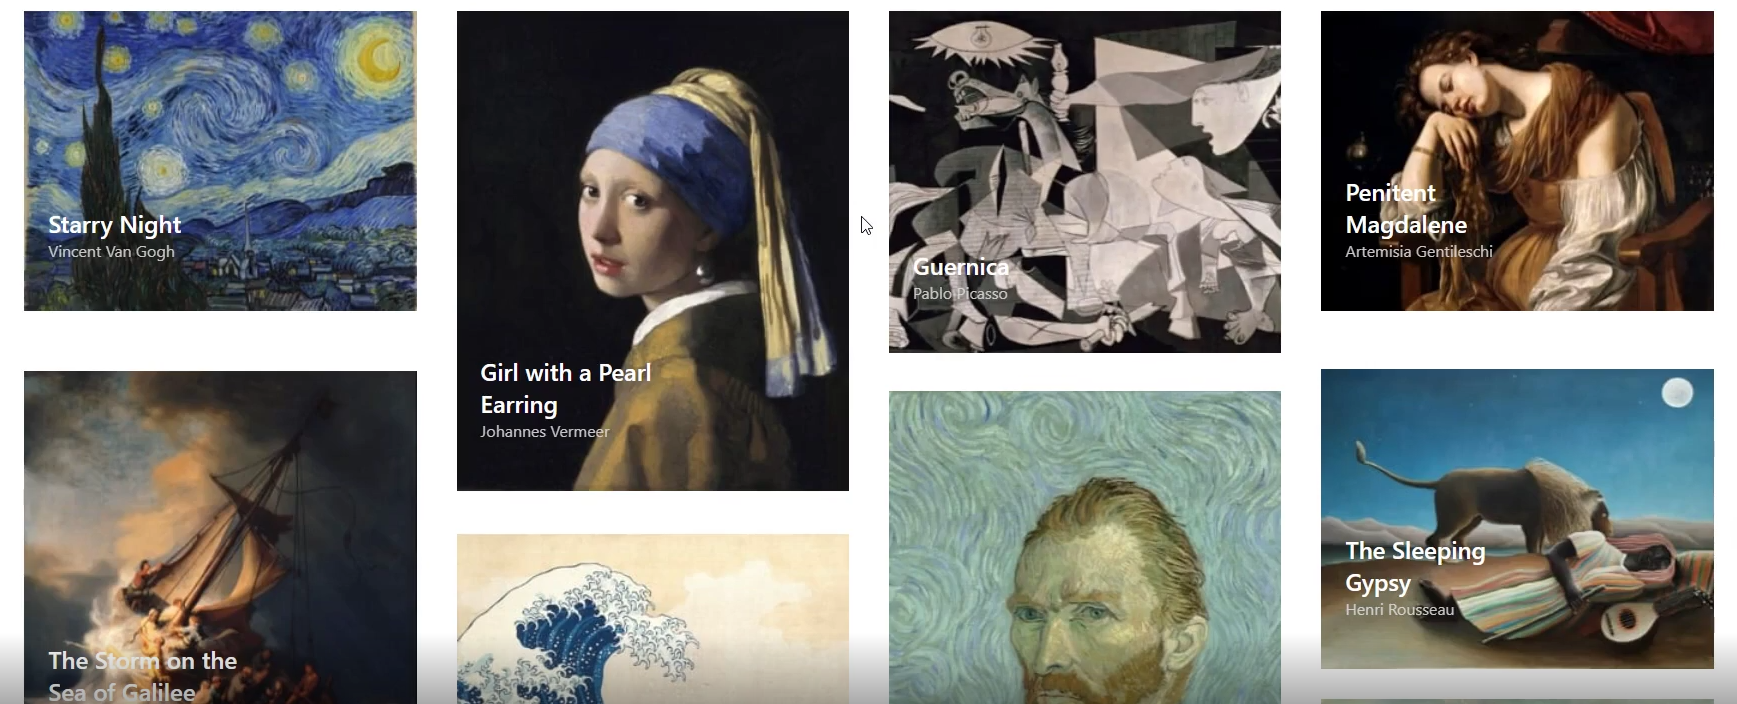 Starry Night
Vincent Van Gogh
Girl with a Pearl
Earring
Johannes Vermeer
Guernica
Pablo Picasso
Penitent
Magdalene
Artemisia Gentileschi
The Storm on the
Sea of Galilee
The Sleeping
Gypsy
Henri Rousseau